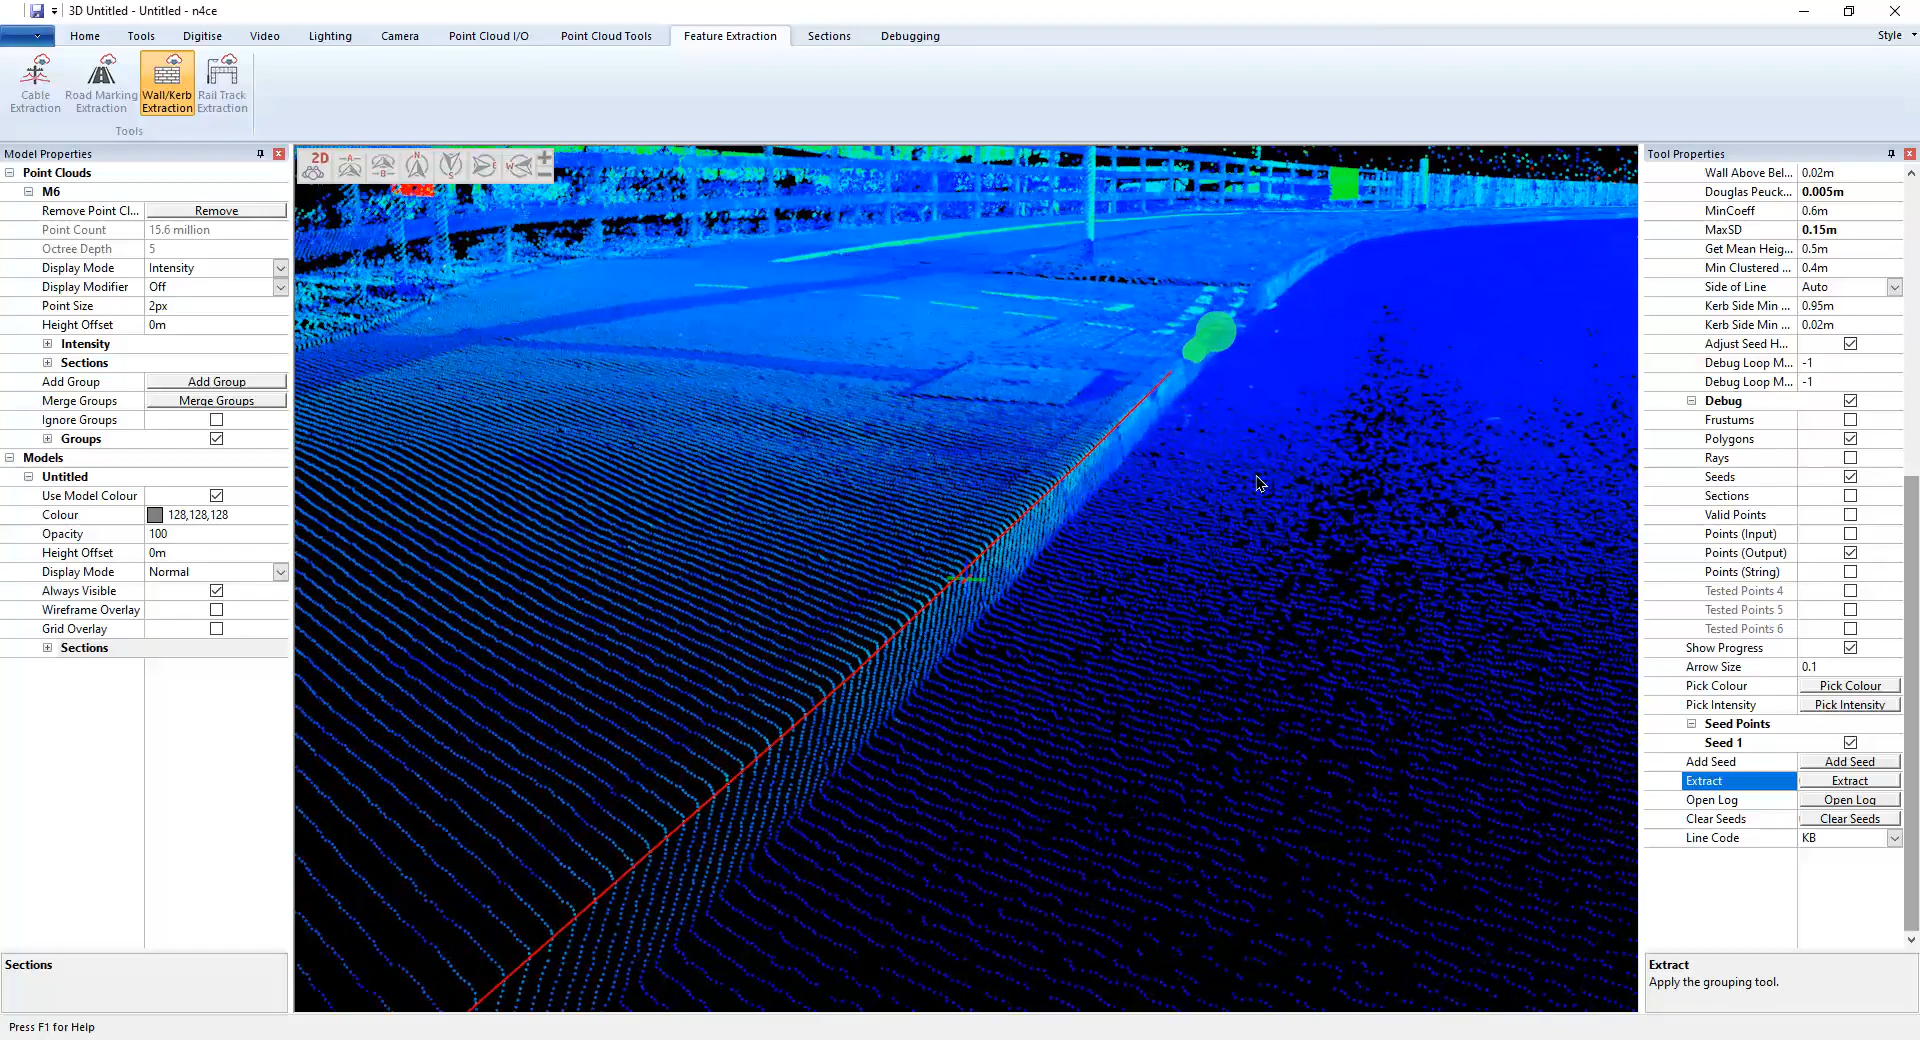 3D Untitled - Untitled - n4ce
Home Tools Digitise Video Lighting Camera Point Cloud I/O Point Cloud Tools Feature Extraction Sections Debugging Style
Cable Extraction
Road Marking Extraction
Wall/Kerb Extraction
Rail Track Extraction
Tools
Model Properties
Point Clouds
M6
Remove Point Cl... Remove
Point Count 15.6 million
Octree Depth 5
Display Mode Intensity
Display Modifier Off
Point Size 2px
Height Offset 0m
Intensity
Sections
Add Group Add Group
Merge Groups Merge Groups
Ignore Groups
Groups
Models
Untitled
Use Model Colour
Colour 128,128,128
Opacity 100
Height Offset 0m
Display Mode Normal
Always Visible
Wireframe Overlay
Grid Overlay
Sections
Sections
2D A B N S E W
Tool Properties
Wall Above Bel... 0.02m
Douglas Peuck... 0.005m
MinCoeff 0.6m
MaxSD 0.15m
Get Mean Heig... 0.5m
Min Clustered ... 0.4m
Side of Line Auto
Kerb Side Min ... 0.95m
Kerb Side Min ... 0.02m
Adjust Seed H...
Debug Loop M... -1
Debug Loop M... -1
Debug
Frustums
Polygons
Rays
Seeds
Sections
Valid Points
Points (Input)
Points (Output)
Points (String)
Tested Points 4
Tested Points 5
Tested Points 6
Show Progress
Arrow Size 0.1
Pick Colour Pick Colour
Pick Intensity Pick Intensity
Seed Points
Seed 1
Add Seed Add Seed
Extract Extract
Open Log Open Log
Clear Seeds Clear Seeds
Line Code KB
Extract
Apply the grouping tool.
Press F1 for Help